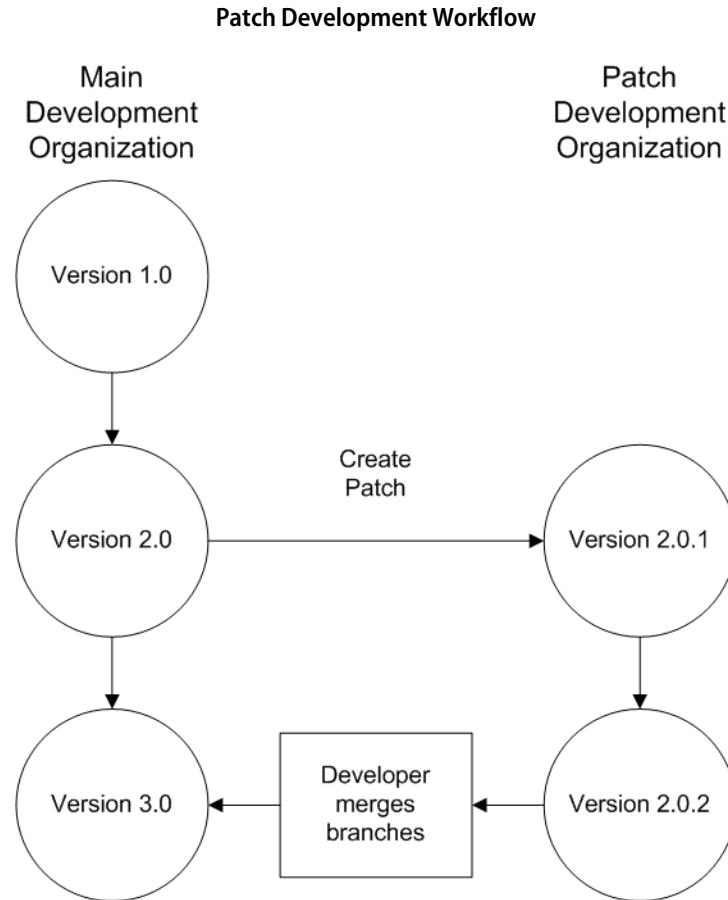 Patch Development Workflow
Main
Development
Organization
Patch
Development
Organization
Version 1.0
Create
Patch
Version 2.0
Version 2.0.1
Developer
merges
branches
Version 3.0
Version 2.0.2